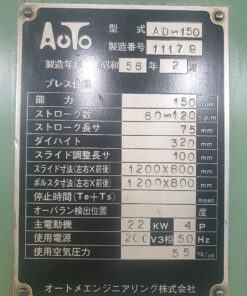 AOTO 型式 AD-150
製造番号 11179
製造年月 昭和 56年 2月
プレス仕様
能力 150 ton
ストローク数 60~120 s.p.m
ストローク長サ 75 mm
ダイハイト 320 mm
スライド調整長サ 100 mm
スライド寸法(左右X前後) 1200X800 mm
ボルスタ寸法(左右X前後) 1200X800 mm
停止時間(Te+Ts) msec
オーバラン検出位置 度
主電動機 22 KW 4 P
使用電源 200 V3相 50 Hz
使用空気圧力 5.5 kg/cm²
オートメエンジニアリング株式会社